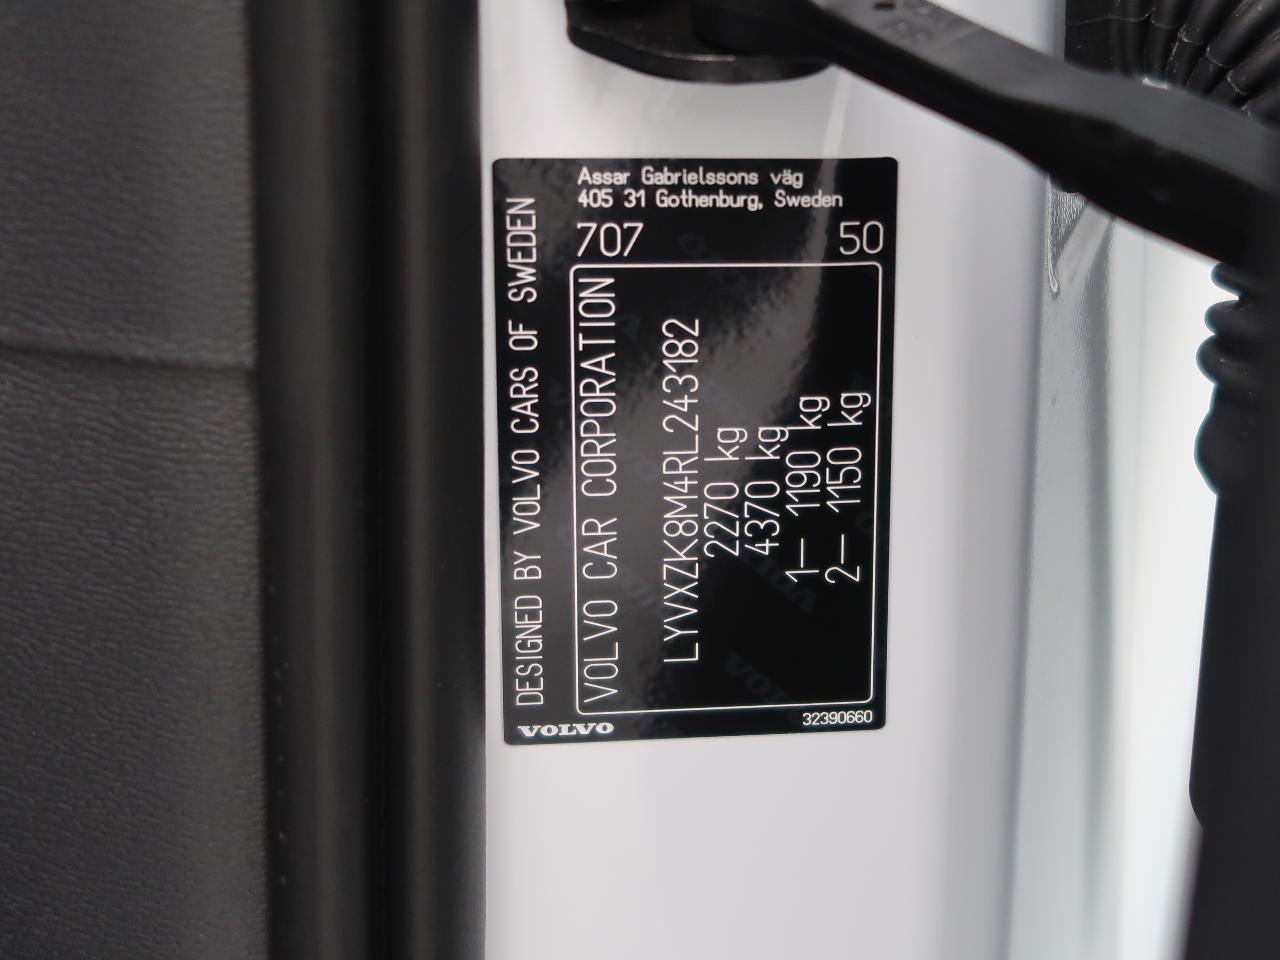 Assar Gabrielssons väg
405 31 Gothenburg, Sweden
707 50
DESIGNED BY VOLVO CARS OF SWEDEN
VOLVO CAR CORPORATION
LYVXZK8M4RL243182
2270 kg
4370 kg
1– 1190 kg
2– 1150 kg
VOLVO
32390660